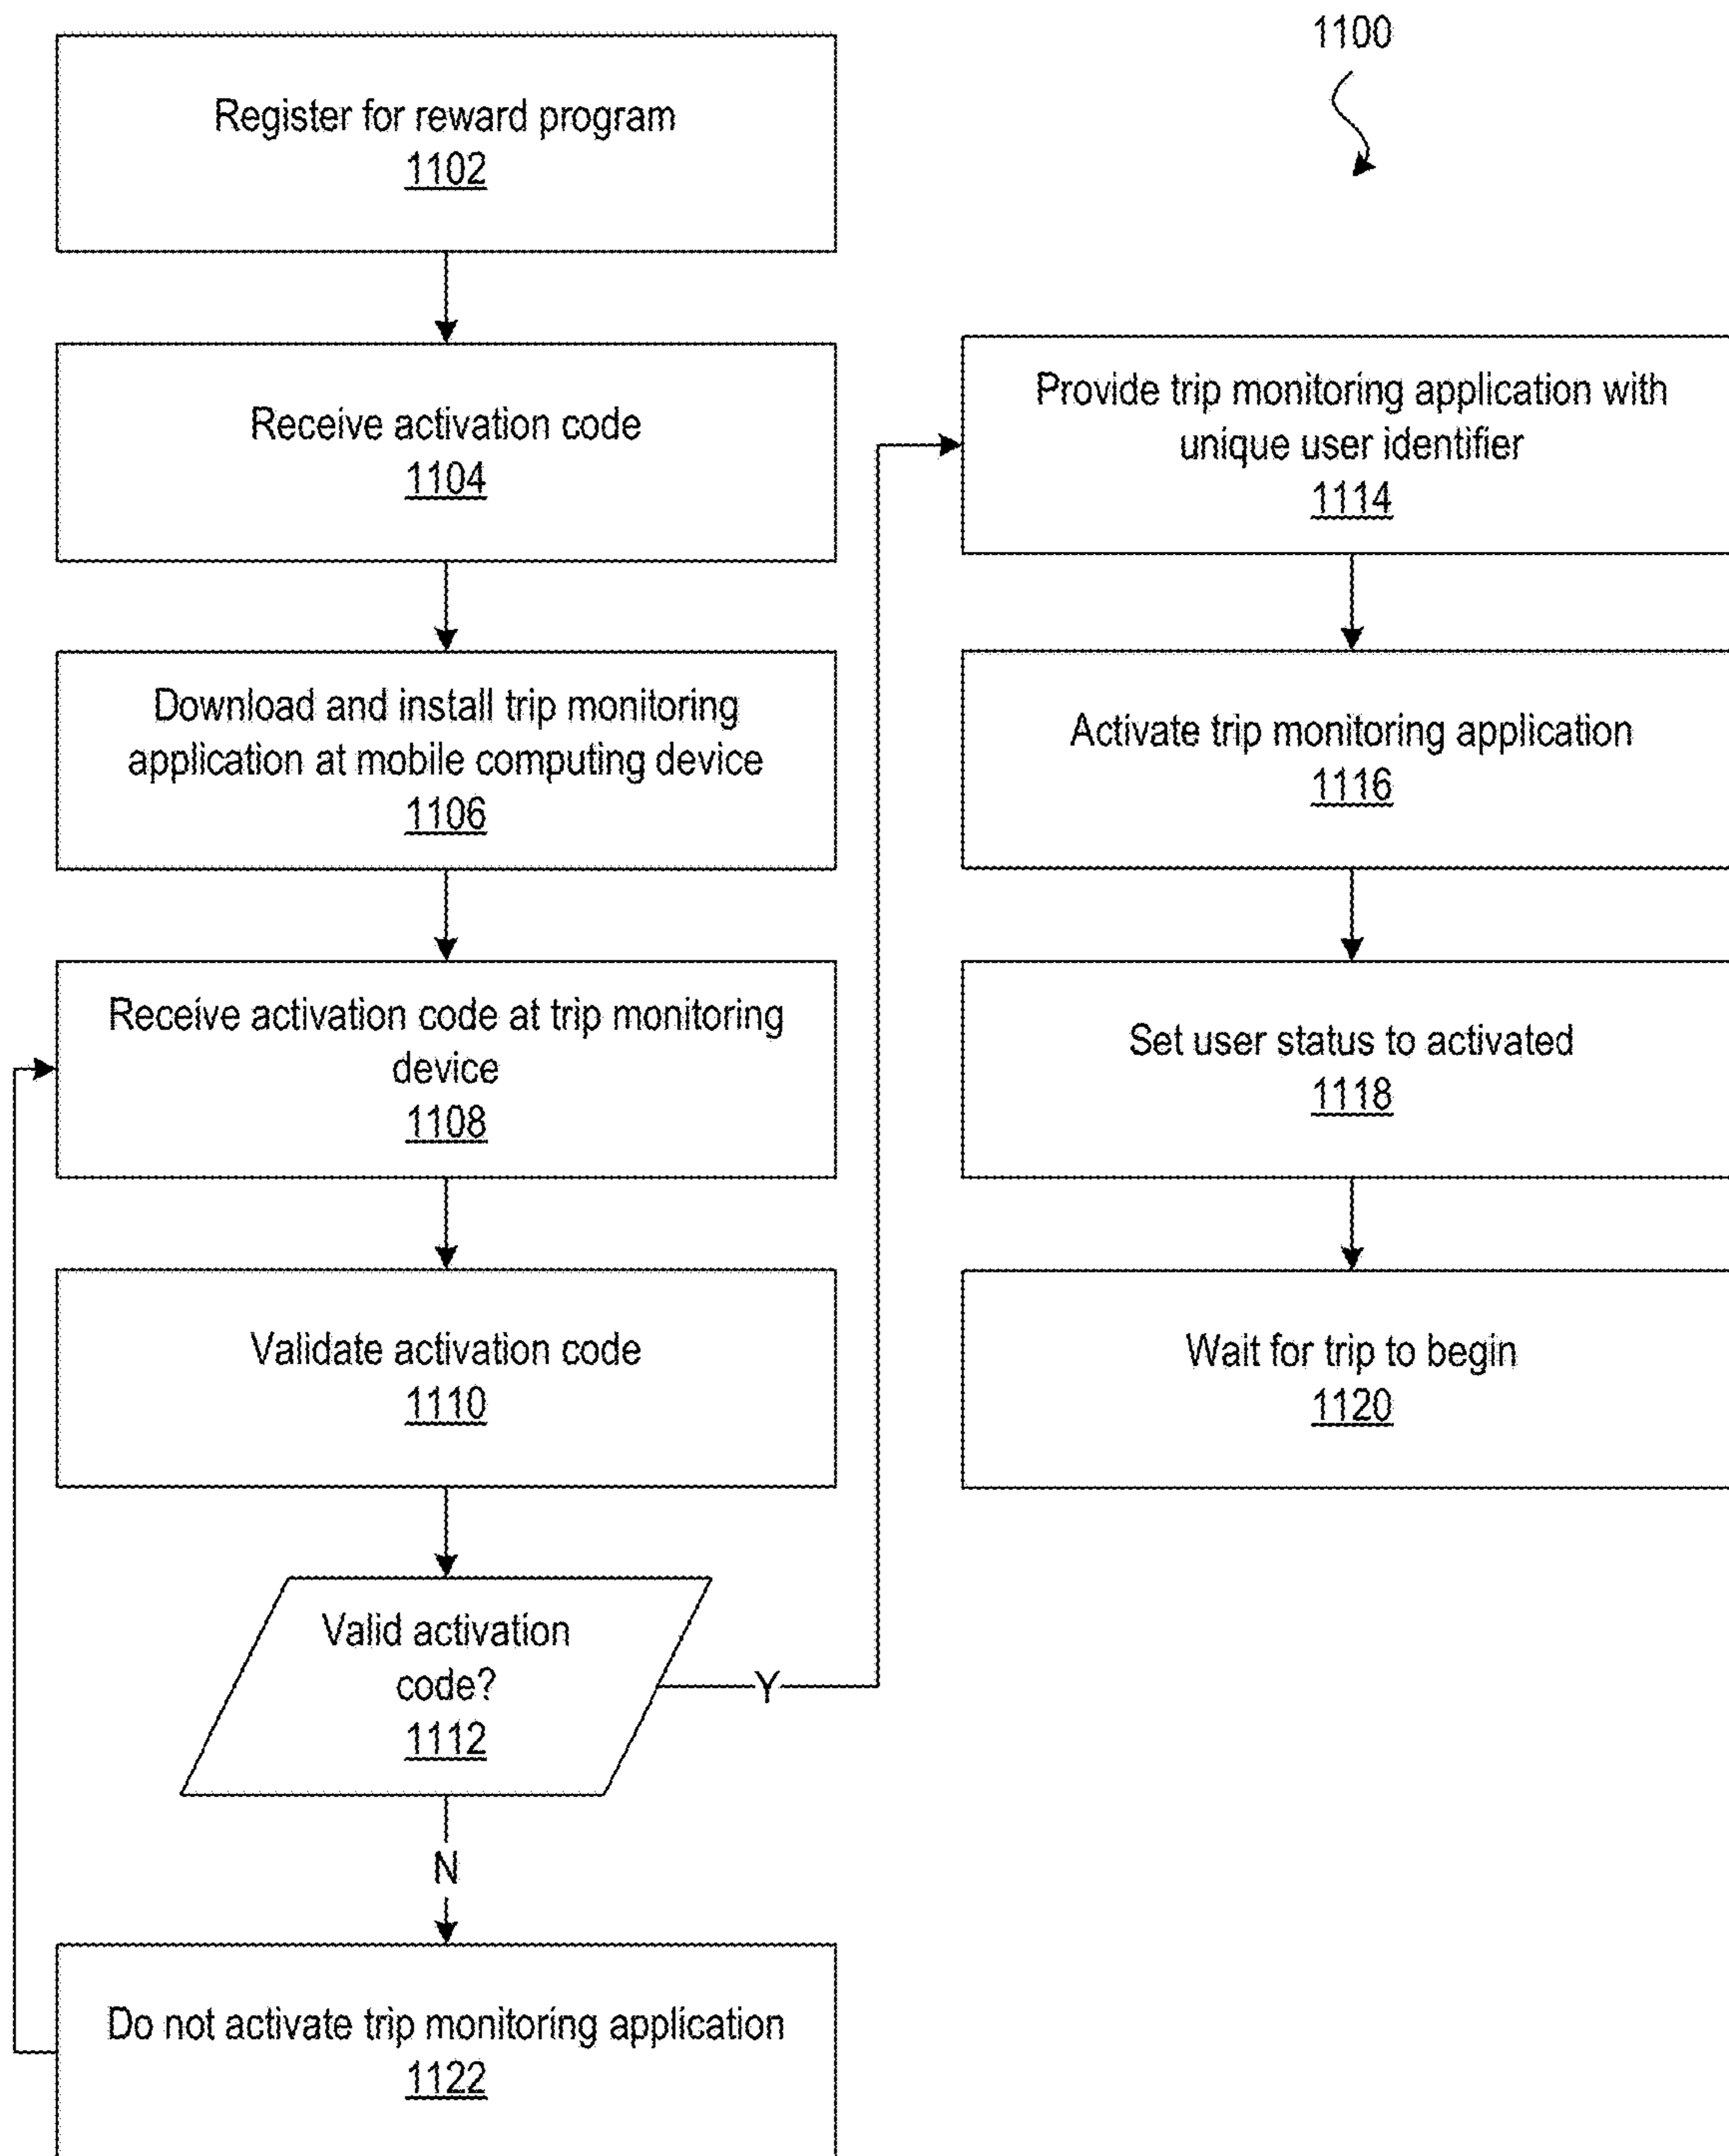 1100
Register for reward program
1102
Receive activation code
1104
Download and install trip monitoring
application at mobile computing device
1106
Receive activation code at trip monitoring
device
1108
Validate activation code
1110
Valid activation
code?
1112
Y
N
Do not activate trip monitoring application
1122
Provide trip monitoring application with
unique user identifier
1114
Activate trip monitoring application
1116
Set user status to activated
1118
Wait for trip to begin
1120